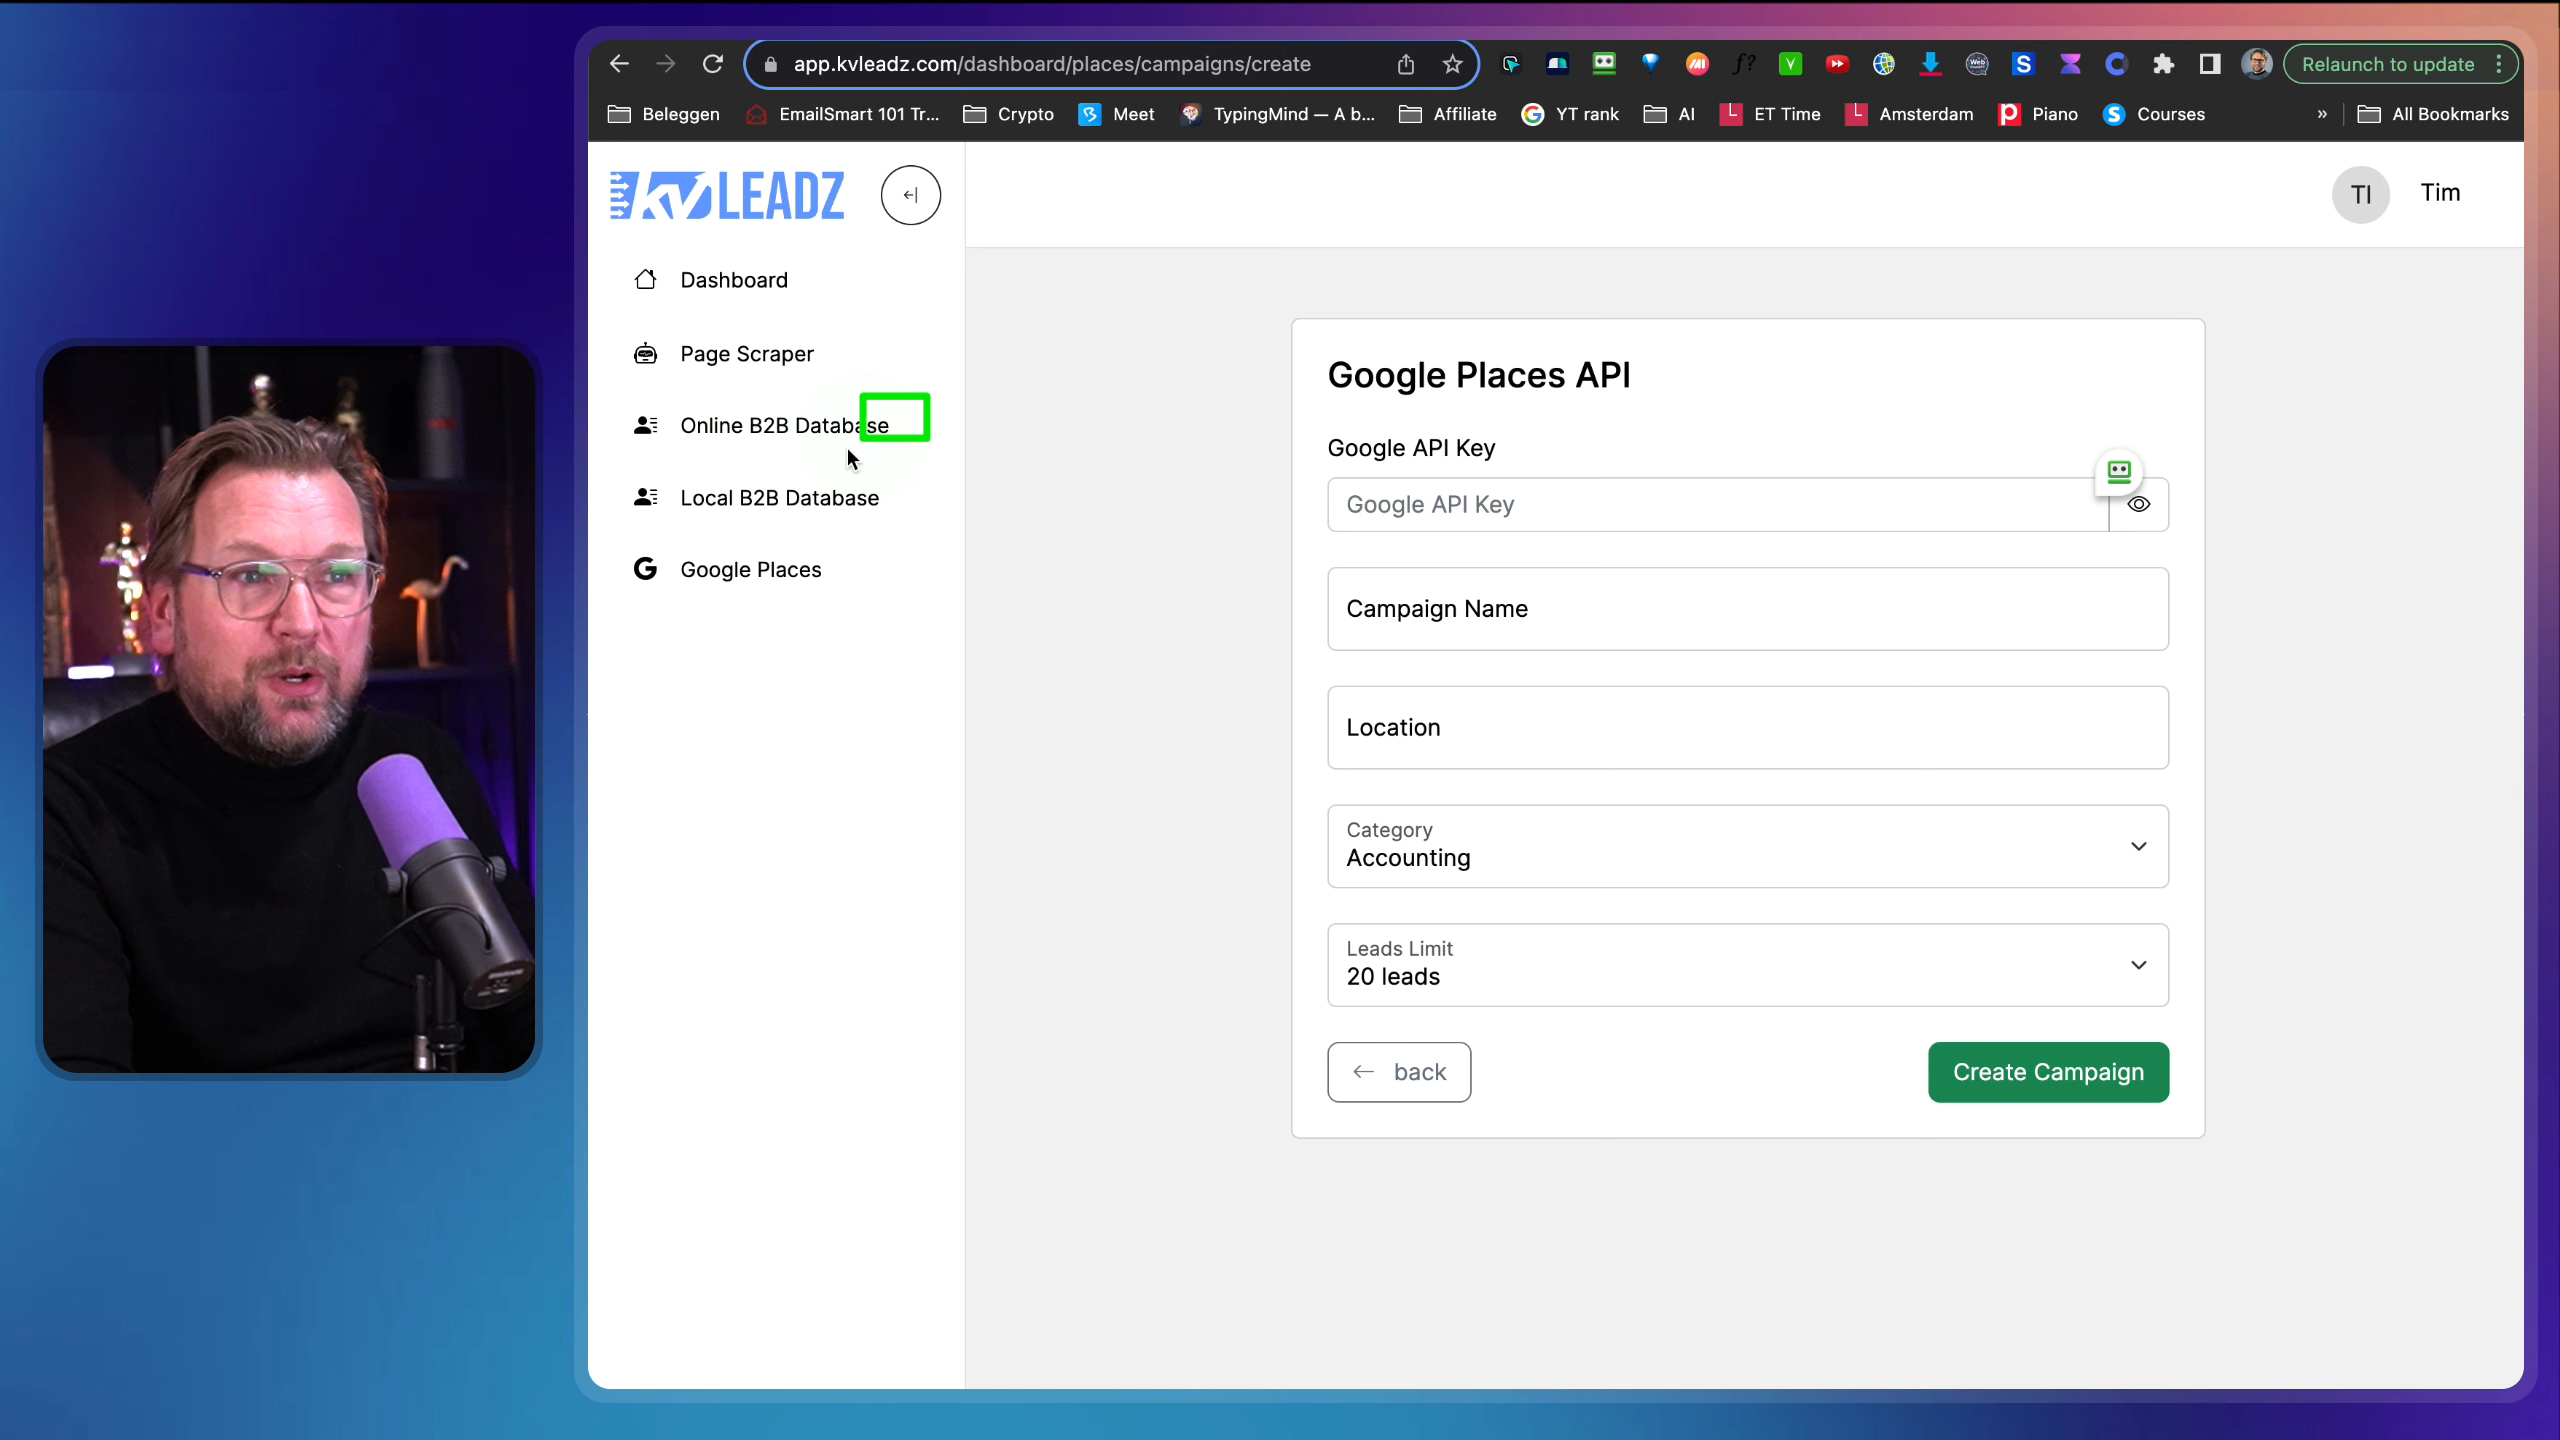 app.kvleadz.com/dashboard/places/campaigns/create
Relaunch to update
Beleggen
EmailSmart 101 Tr...
Crypto
Meet
TypingMind — A b...
Affiliate
YT rank
AI
ET Time
Amsterdam
Piano
Courses
»
All Bookmarks
kv LEADZ
TI
Tim
Dashboard
Page Scraper
Online B2B Database
Local B2B Database
Google Places
Google Places API
Google API Key
Google API Key
Campaign Name
Location
Category
Accounting
Leads Limit
20 leads
back
Create Campaign